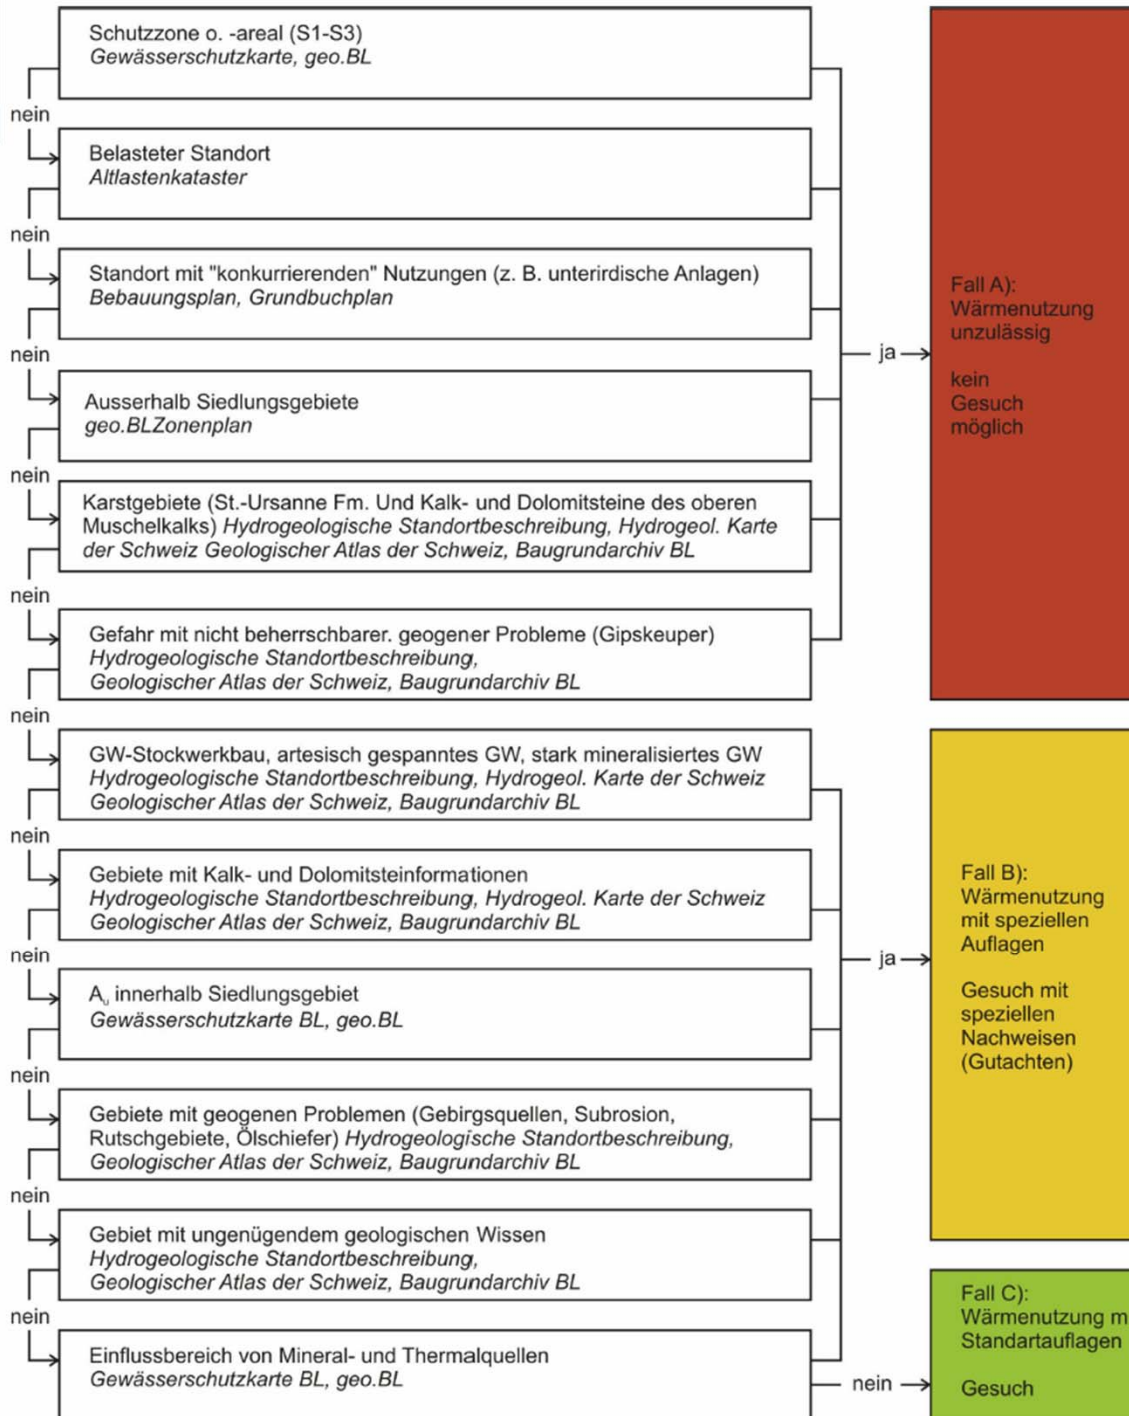 Schutzzone o. -areal (S1-S3)
Gewässerschutzkarte, geo.BL
nein
Belasteter Standort
Altlastenkataster
nein
Standort mit "konkurrierenden" Nutzungen (z. B. unterirdische Anlagen)
Bebauungsplan, Grundbuchplan
nein
Ausserhalb Siedlungsgebiete
geo.BLZonenplan
nein
Karstgebiete (St.-Ursanne Fm. Und Kalk- und Dolomitsteine des oberen
Muschelkalks) Hydrogeologische Standortbeschreibung, Hydrogeol. Karte
der Schweiz Geologischer Atlas der Schweiz, Baugrundarchiv BL
nein
Gefahr mit nicht beherrschbarer. geogener Probleme (Gipskeuper)
Hydrogeologische Standortbeschreibung,
Geologischer Atlas der Schweiz, Baugrundarchiv BL
ja
Fall A):
Wärmenutzung
unzulässig
kein
Gesuch
möglich
nein
GW-Stockwerkbau, artesisch gespanntes GW, stark mineralisiertes GW
Hydrogeologische Standortbeschreibung, Hydrogeol. Karte der Schweiz
Geologischer Atlas der Schweiz, Baugrundarchiv BL
nein
Gebiete mit Kalk- und Dolomitsteinformationen
Hydrogeologische Standortbeschreibung, Hydrogeol. Karte der Schweiz
Geologischer Atlas der Schweiz, Baugrundarchiv BL
nein
Au innerhalb Siedlungsgebiet
Gewässerschutzkarte BL, geo.BL
nein
Gebiete mit geogenen Problemen (Gebirgsquellen, Subrosion,
Rutschgebiete, Ölschiefer) Hydrogeologische Standortbeschreibung,
Geologischer Atlas der Schweiz, Baugrundarchiv BL
nein
Gebiet mit ungenügendem geologischen Wissen
Hydrogeologische Standortbeschreibung,
Geologischer Atlas der Schweiz, Baugrundarchiv BL
nein
Einflussbereich von Mineral- und Thermalquellen
Gewässerschutzkarte BL, geo.BL
ja
Fall B):
Wärmenutzung
mit speziellen
Auflagen
Gesuch mit
speziellen
Nachweisen
(Gutachten)
nein
Fall C):
Wärmenutzung m
Standartauflagen
Gesuch